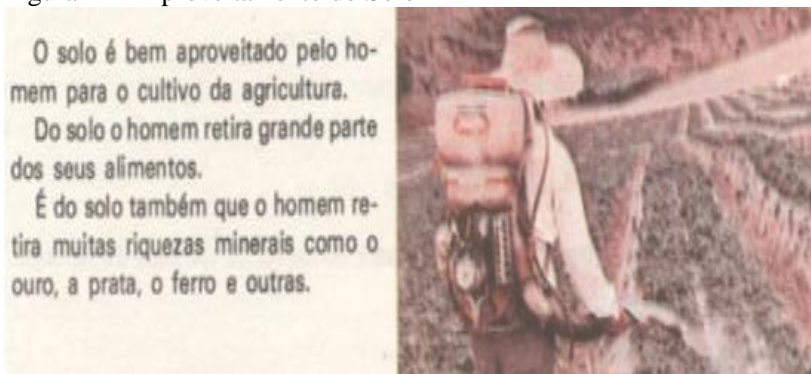 O solo é bem aproveitado pelo ho-
mem para o cultivo da agricultura.
Do solo o homem retira grande parte
dos seus alimentos.
É do solo também que o homem re-
tira muitas riquezas minerais como o
ouro, a prata, o ferro e outras.